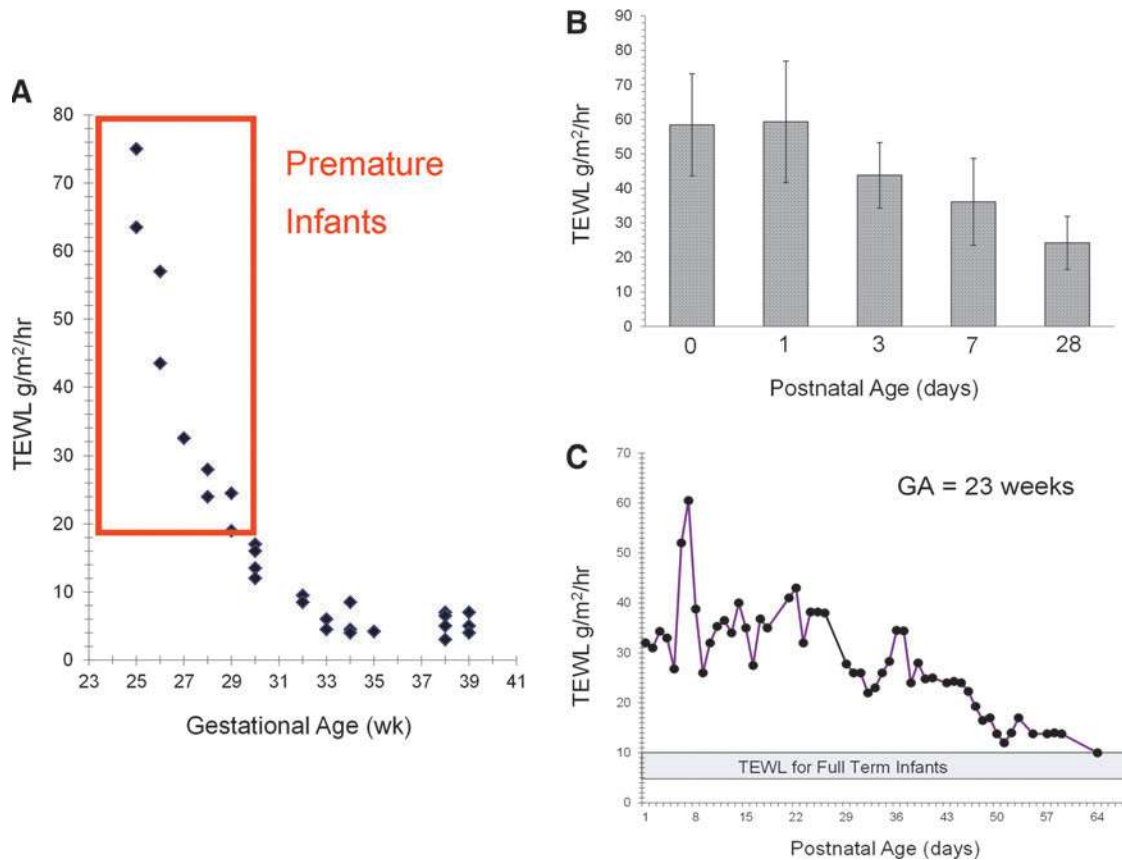 A
Premature
Infants
TEWL g/m²/hr
80
70
60
50
40
30
20
10
0
23 25 27 29 31 33 35 37 39 41
Gestational Age (wk)
B
TEWL g/m²/hr
90
80
70
60
50
40
30
20
10
0
0 1 3 7 28
Postnatal Age (days)
C
GA = 23 weeks
TEWL g/m²/hr
70
60
50
40
30
20
10
0
TEWL for Full Term Infants
1 8 15 22 29 36 43 50 57 64
Postnatal Age (days)